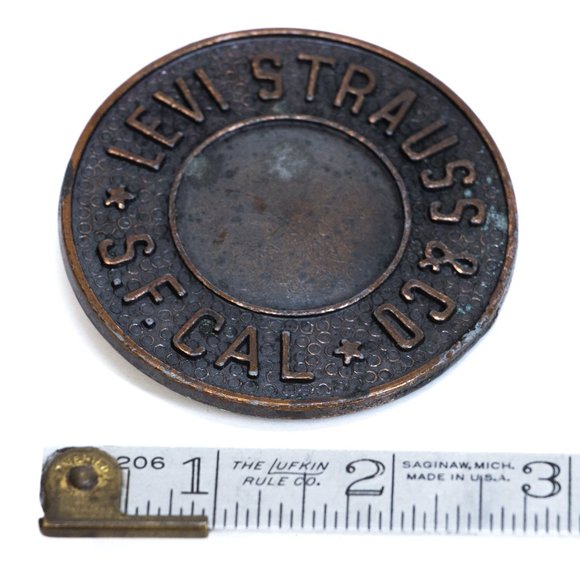 LEVI STRAUSS & CO
S.F. CAL
206 1 THE LUFKIN RULE CO. 2 SAGINAW, MICH. MADE IN U.S.A. 3